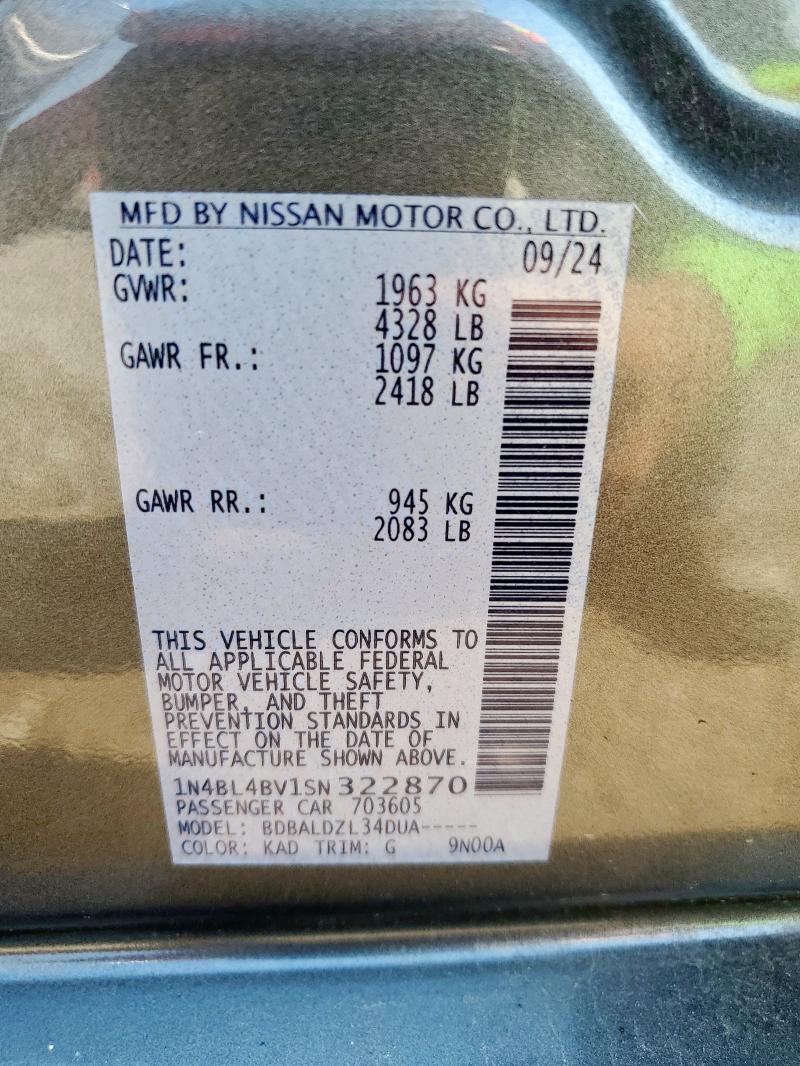 MFD BY NISSAN MOTOR CO., LTD.
DATE: 09/24
GVWR: 1963 KG
4328 LB
GAWR FR.: 1097 KG
2418 LB
GAWR RR.: 945 KG
2083 LB
THIS VEHICLE CONFORMS TO
ALL APPLICABLE FEDERAL
MOTOR VEHICLE SAFETY,
BUMPER, AND THEFT
PREVENTION STANDARDS IN
EFFECT ON THE DATE OF
MANUFACTURE SHOWN ABOVE.
1N4BL4BV1SN322870
PASSENGER CAR 703605
MODEL: BDBALDZL34DUA-----
COLOR: KAD TRIM: G 9N00A